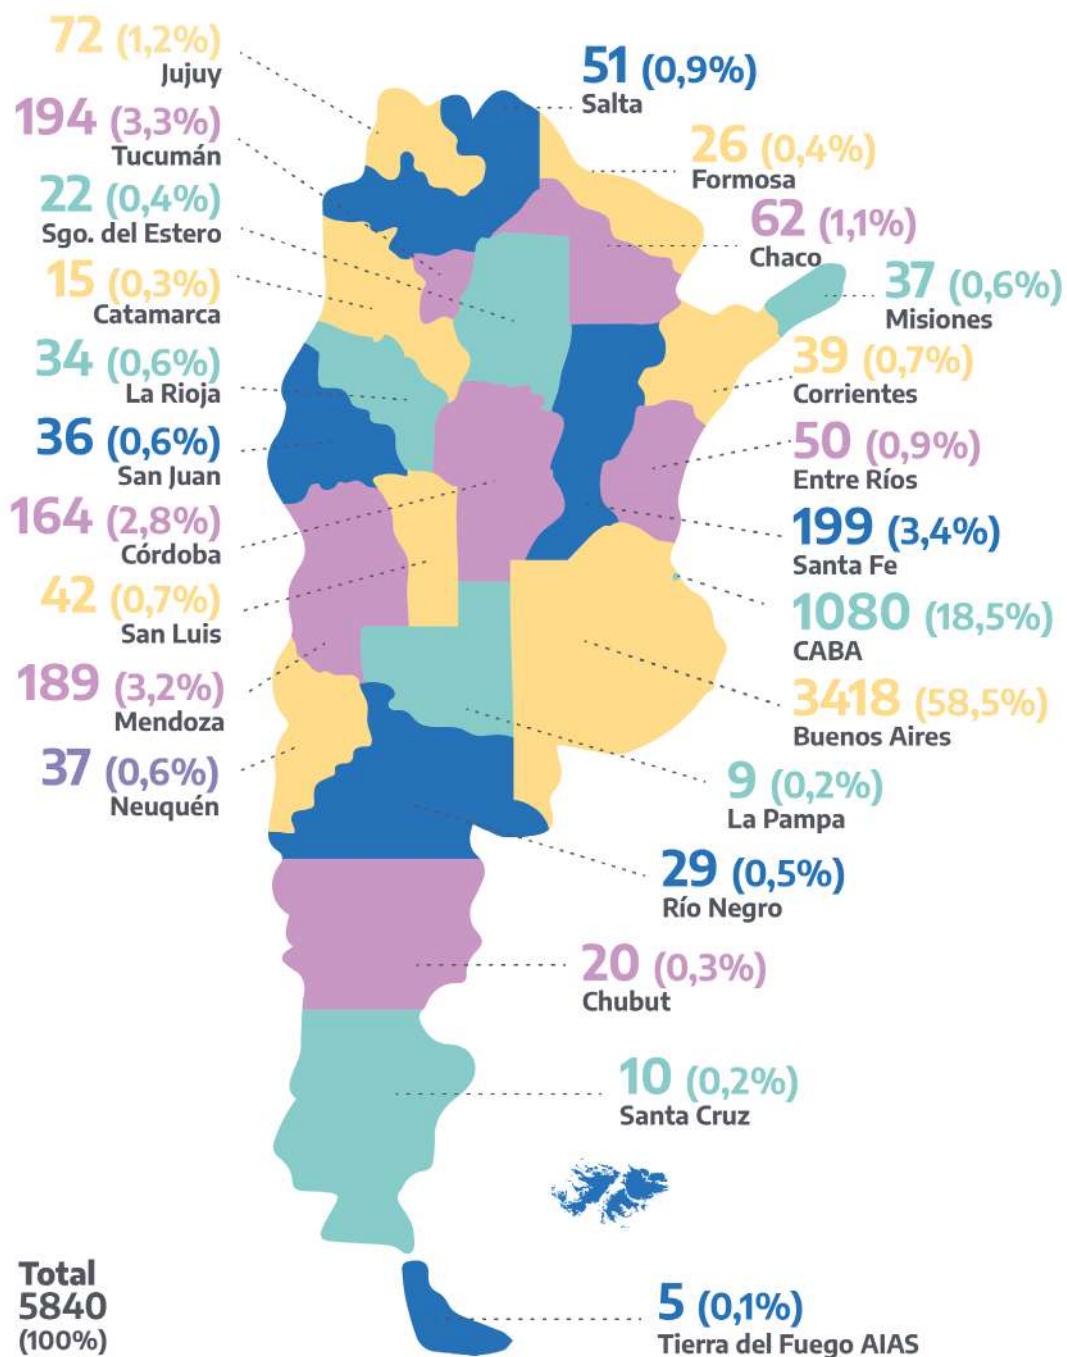 72 (1,2%)
Jujuy
194 (3,3%)
Tucumán
22 (0,4%)
Sgo. del Estero
15 (0,3%)
Catamarca
34 (0,6%)
La Rioja
36 (0,6%)
San Juan
164 (2,8%)
Córdoba
42 (0,7%)
San Luis
189 (3,2%)
Mendoza
37 (0,6%)
Neuquén
51 (0,9%)
Salta
26 (0,4%)
Formosa
62 (1,1%)
Chaco
37 (0,6%)
Misiones
39 (0,7%)
Corrientes
50 (0,9%)
Entre Ríos
199 (3,4%)
Santa Fe
1080 (18,5%)
CABA
3418 (58,5%)
Buenos Aires
9 (0,2%)
La Pampa
29 (0,5%)
Río Negro
20 (0,3%)
Chubut
10 (0,2%)
Santa Cruz
5 (0,1%)
Tierra del Fuego AIAS
Total
5840
(100%)